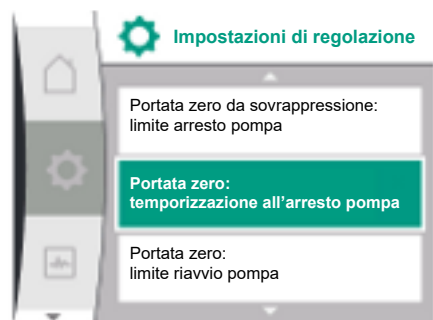 Impostazioni di regolazione
Portata zero da sovrappressione:
limite arresto pompa
Portata zero:
temporizzazione all'arresto pompa
Portata zero:
limite riavvio pompa